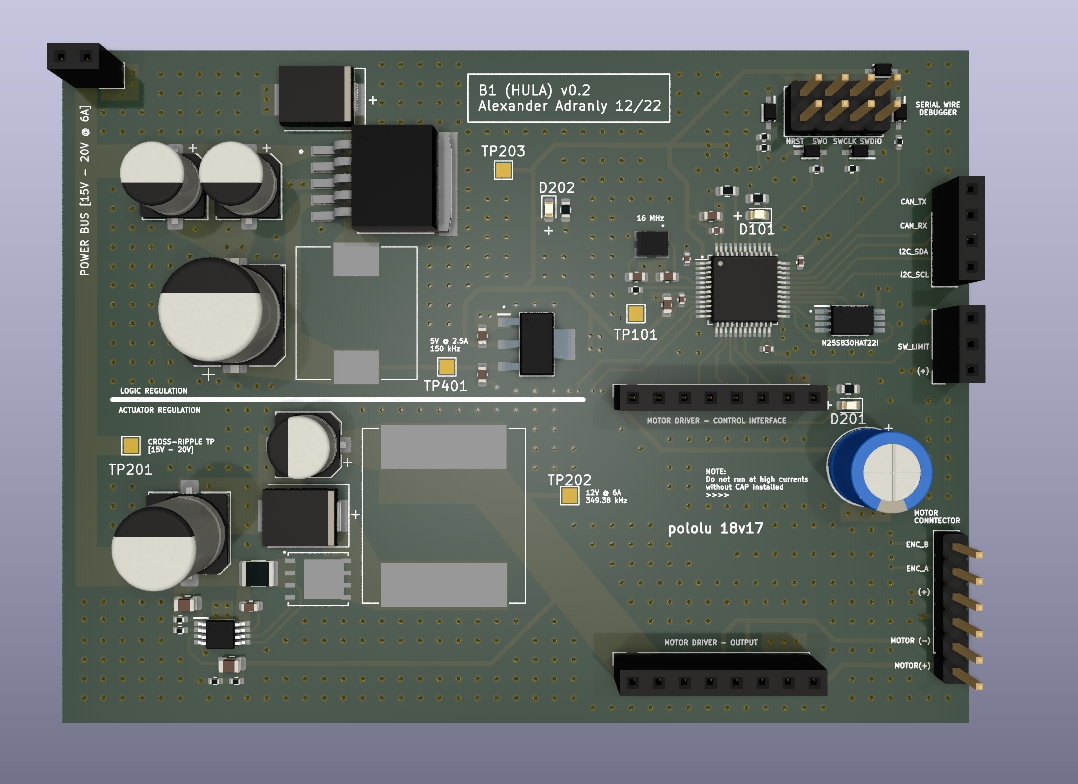 B1 (HULA) v0.2
Alexander Adranly 12/22
SERIAL WIRE
DEBUGGER
NRST SWO SWCLK SWDIO
POWER BUS [15V - 20V @ 6A]
TP203
D202
16 MHz
D101
CAN_TX
CAN_RX
I2C_SDA
I2C_SCL
TP101
N25S830HAT22I
SW_LIMIT
(+)
5V @ 2.5A
150 kHz
TP401
LOGIC REGULATION
ACTUATOR REGULATION
MOTOR DRIVER - CONTROL INTERFACE
D201
CROSS-RIPPLE TP
[15V - 20V]
TP201
TP202
12V @ 6A
349.38 kHz
NOTE:
Do not run at high currents
without CAP installed
>>>>
pololu 18v17
MOTOR
CONNTECTOR
ENC_B
ENC_A
(+)
MOTOR (-)
MOTOR(+)
MOTOR DRIVER - OUTPUT